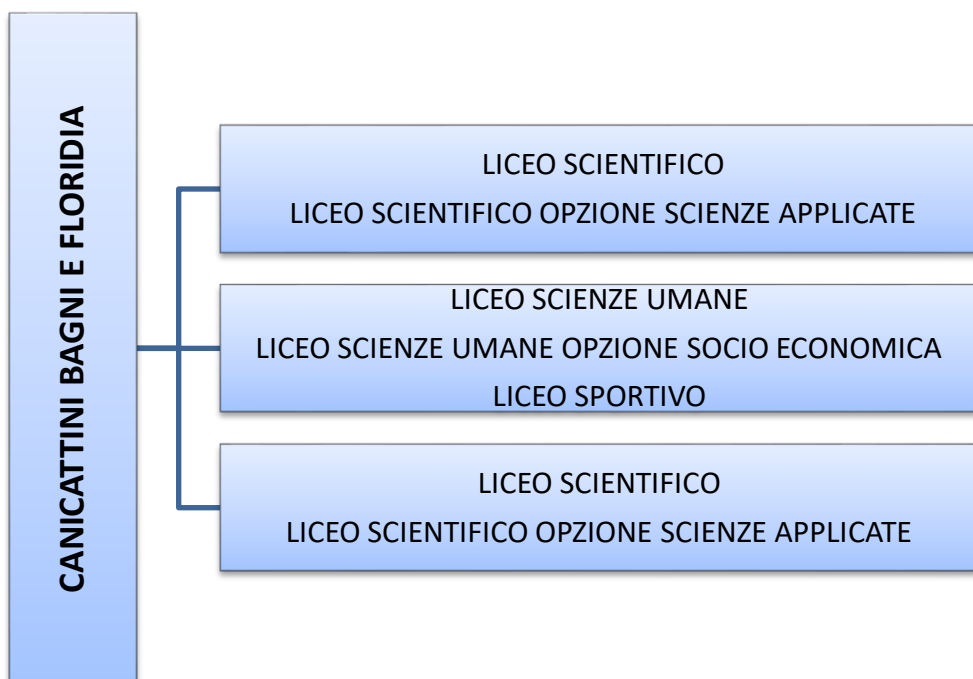 CANICATTINI BAGNI E FLORIDIA
LICEO SCIENTIFICO
LICEO SCIENTIFICO OPZIONE SCIENZE APPLICATE
LICEO SCIENZE UMANE
LICEO SCIENZE UMANE OPZIONE SOCIO ECONOMICA
LICEO SPORTIVO
LICEO SCIENTIFICO
LICEO SCIENTIFICO OPZIONE SCIENZE APPLICATE